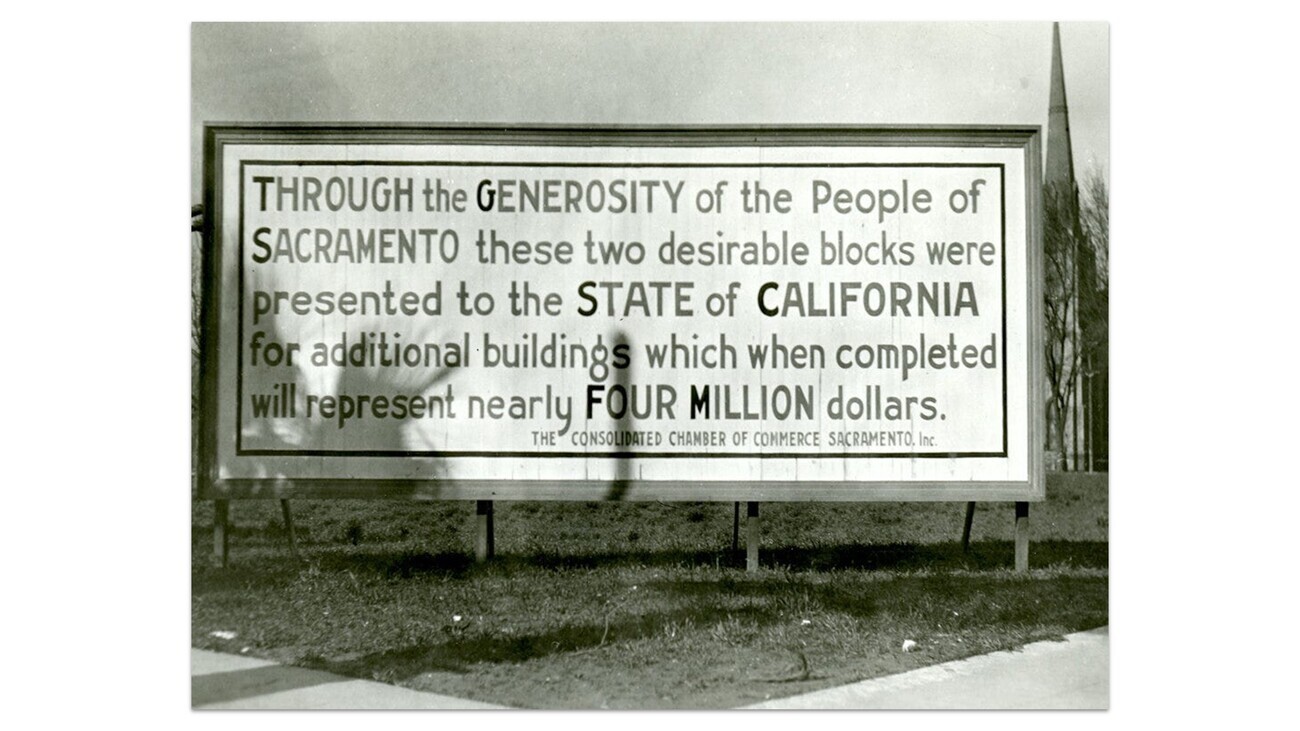 THROUGH the GENEROSITY of the People of
SACRAMENTO these two desirable blocks were
presented to the STATE of CALIFORNIA
for additional buildings which when completed
will represent nearly FOUR MILLION dollars.
THE CONSOLIDATED CHAMBER OF COMMERCE SACRAMENTO, Inc.